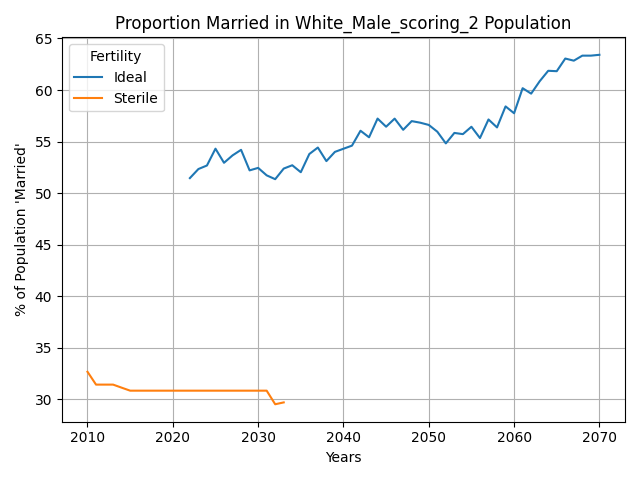 Proportion Married in White_Male_scoring_2 Population
Fertility
Ideal
Sterile
% of Population 'Married'
65
60
55
50
45
40
35
30
2010 2020 2030 2040 2050 2060 2070
Years